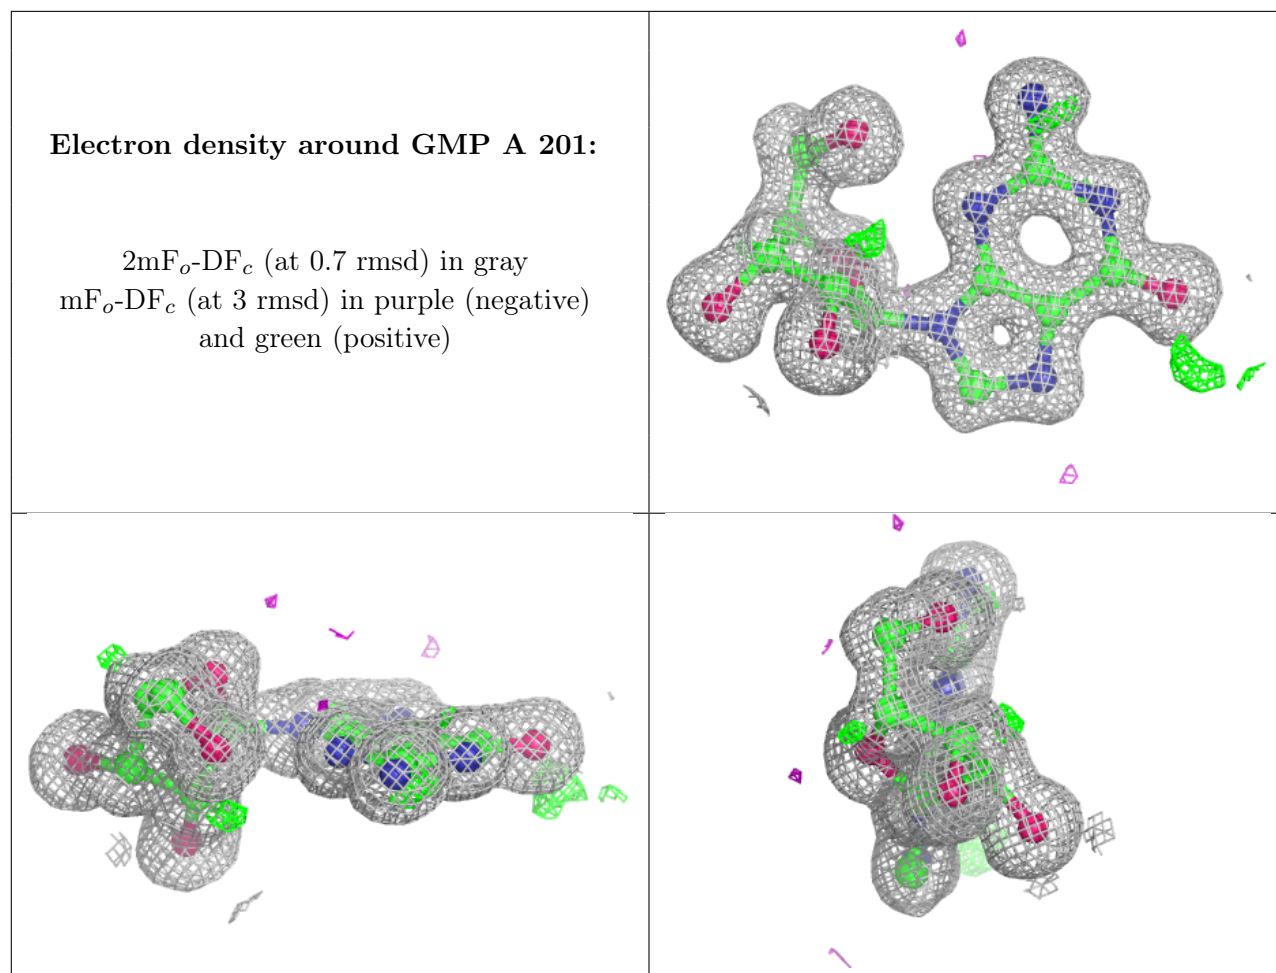 Electron density around GMP A 201:
2mFo-DFc (at 0.7 rmsd) in gray
mFo-DFc (at 3 rmsd) in purple (negative)
and green (positive)